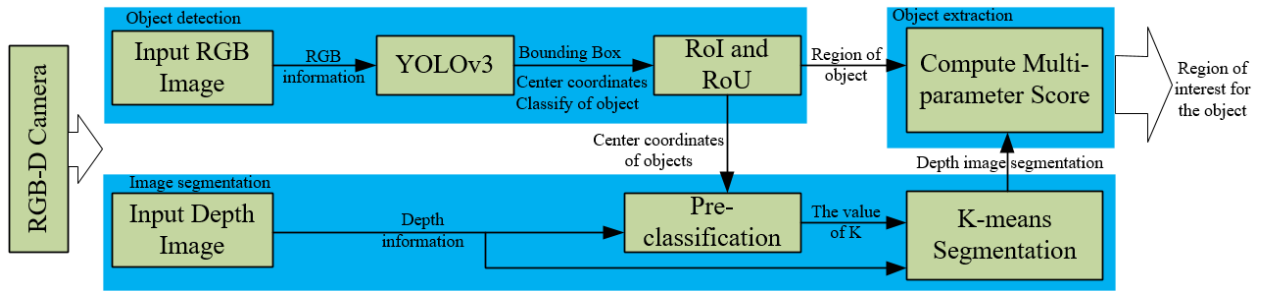 RGB-D Camera
Object detection
Input RGB
Image
RGB
information
YOLOv3
Bounding Box
Center coordinates
Classify of object
RoI and
RoU
Region of
object
Object extraction
Compute Multi-
parameter Score
Region of
interest for
the object
Center coordinates
of objects
Depth image segmentation
Image segmentation
Input Depth
Image
Depth
information
Pre-
classification
The value
of K
K-means
Segmentation